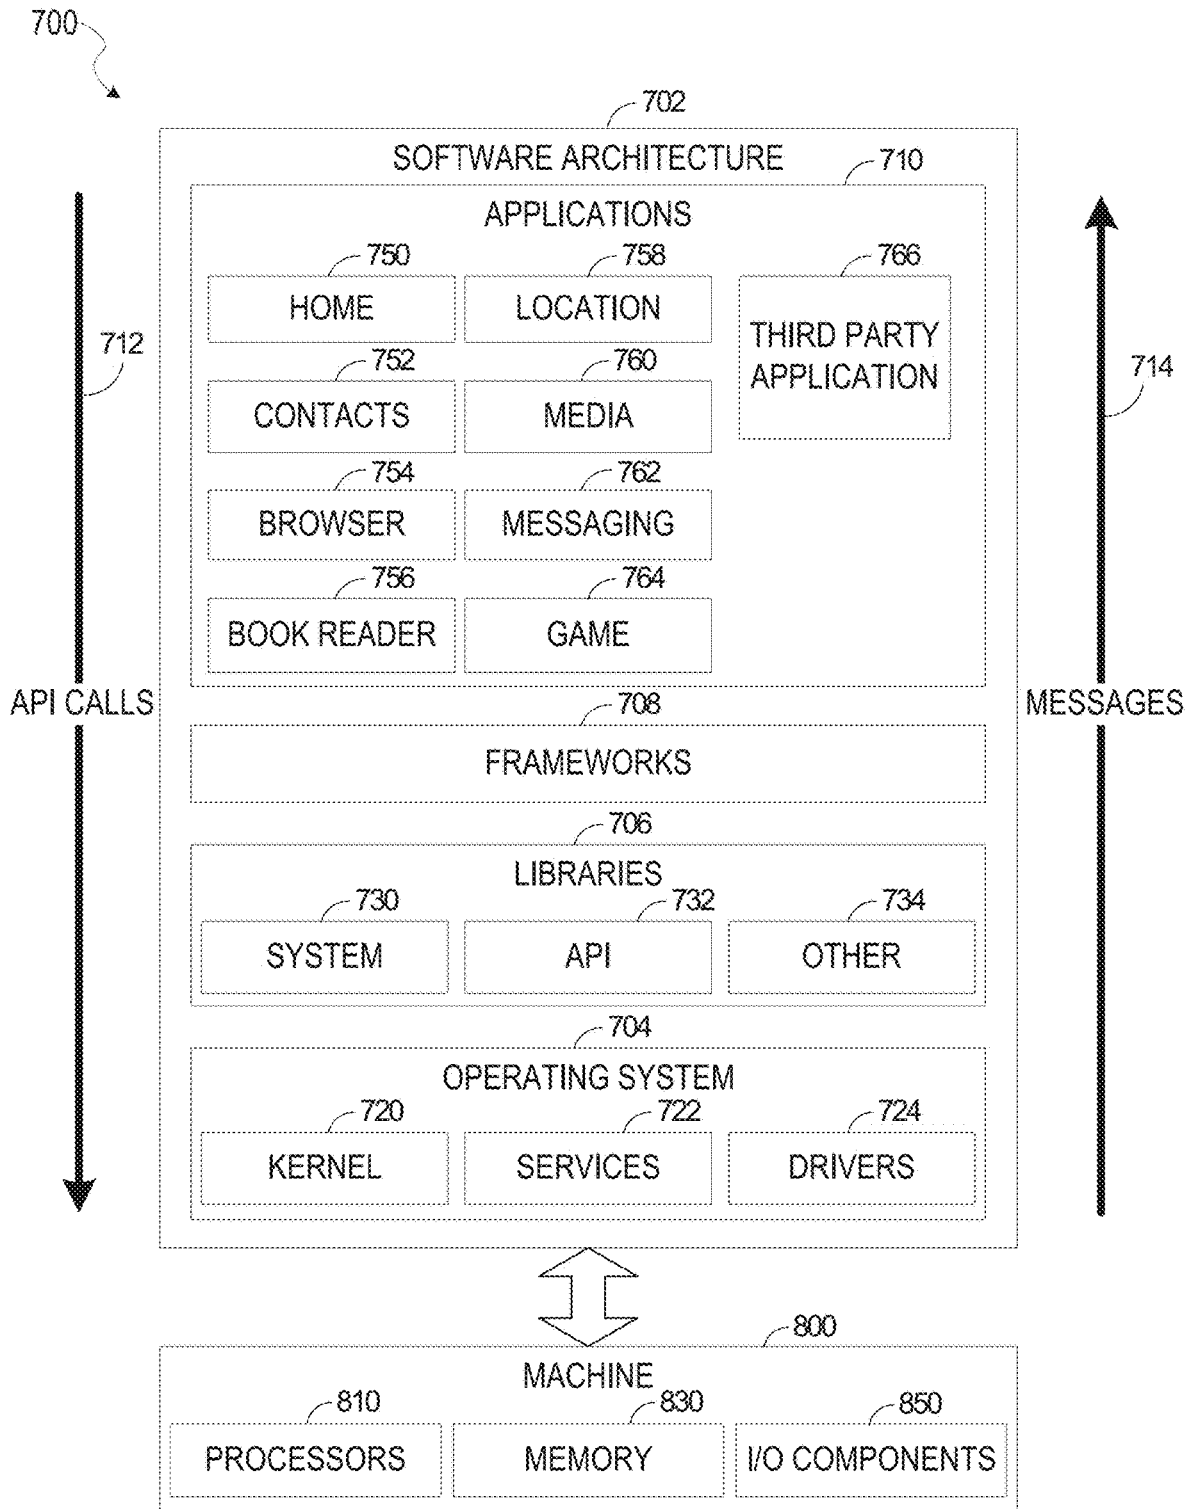 700
702
SOFTWARE ARCHITECTURE
710
APPLICATIONS
750
HOME
758
LOCATION
766
THIRD PARTY
APPLICATION
752
CONTACTS
760
MEDIA
754
BROWSER
762
MESSAGING
756
BOOK READER
764
GAME
712
API CALLS
714
MESSAGES
708
FRAMEWORKS
706
LIBRARIES
730
SYSTEM
732
API
734
OTHER
704
OPERATING SYSTEM
720
KERNEL
722
SERVICES
724
DRIVERS
800
MACHINE
810
PROCESSORS
830
MEMORY
850
I/O COMPONENTS